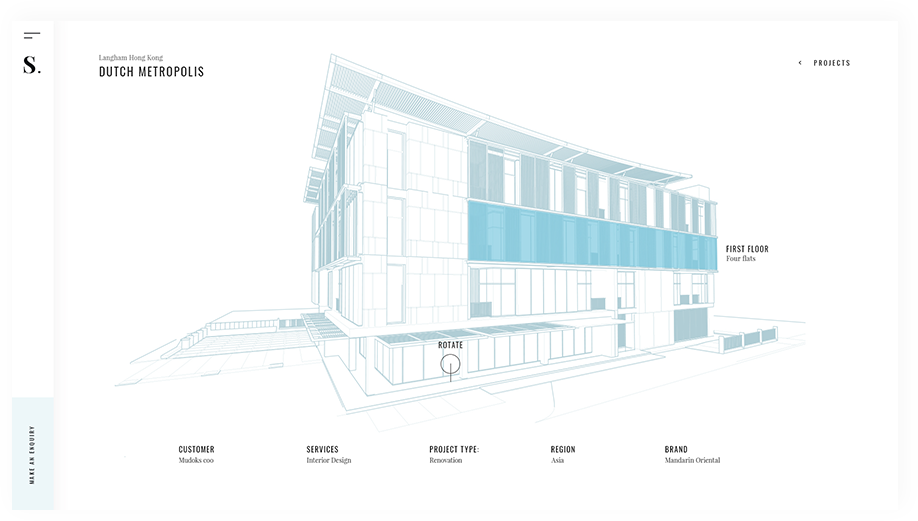 S.
Langham Hong Kong
DUTCH METROPOLIS
< PROJECTS
FIRST FLOOR
Four flats
ROTATE
MAKE AN ENQUIRY
CUSTOMER
Mudoks coo
SERVICES
Interior Design
PROJECT TYPE:
Renovation
REGION
Asia
BRAND
Mandarin Oriental